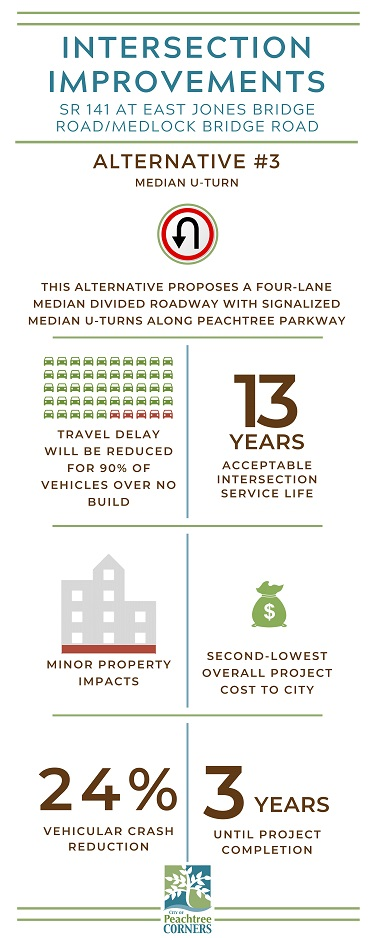 INTERSECTION
IMPROVEMENTS
SR 141 AT EAST JONES BRIDGE
ROAD/MEDLOCK BRIDGE ROAD
ALTERNATIVE #3
MEDIAN U-TURN
THIS ALTERNATIVE PROPOSES A FOUR-LANE
MEDIAN DIVIDED ROADWAY WITH SIGNALIZED
MEDIAN U-TURNS ALONG PEACHTREE PARKWAY
TRAVEL DELAY
WILL BE REDUCED
FOR 90% OF
VEHICLES OVER NO
BUILD
13
YEARS
ACCEPTABLE
INTERSECTION
SERVICE LIFE
MINOR PROPERTY
IMPACTS
$
SECOND-LOWEST
OVERALL PROJECT
COST TO CITY
24%
VEHICULAR CRASH
REDUCTION
3 YEARS
UNTIL PROJECT
COMPLETION
CITY OF
Peachtree
CORNERS